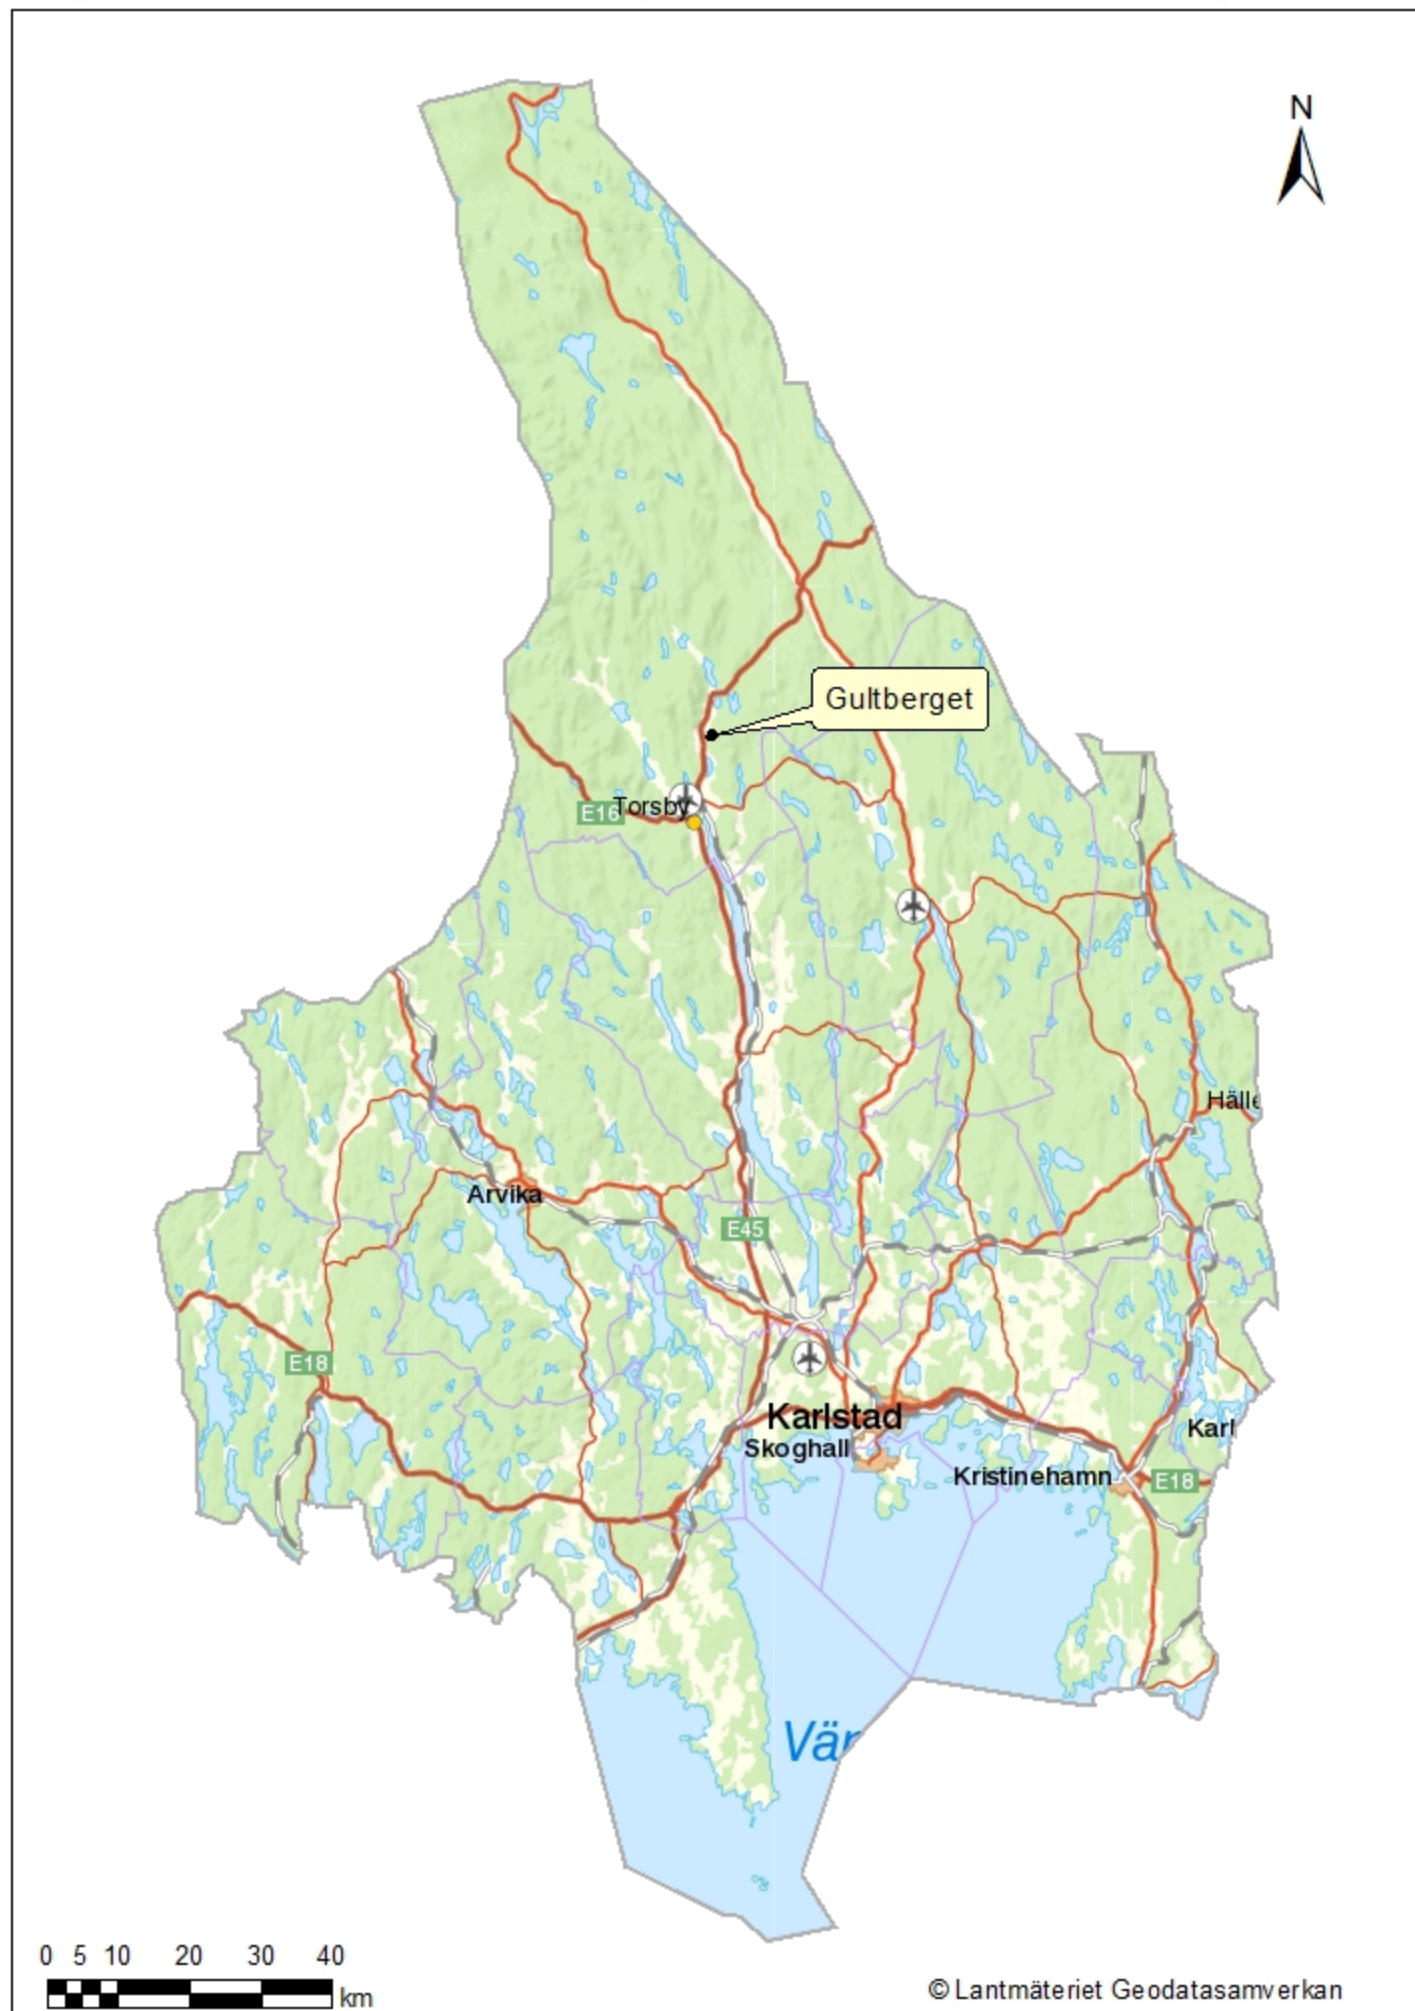 N
Gultberget
Torsby
E16
Hälle
Arvika
E45
E18
Karlstad
Karl
Skoghall
Kristinehamn
E18
Vär
0 5 10 20 30 40
km
© Lantmäteriet Geodatasamverkan